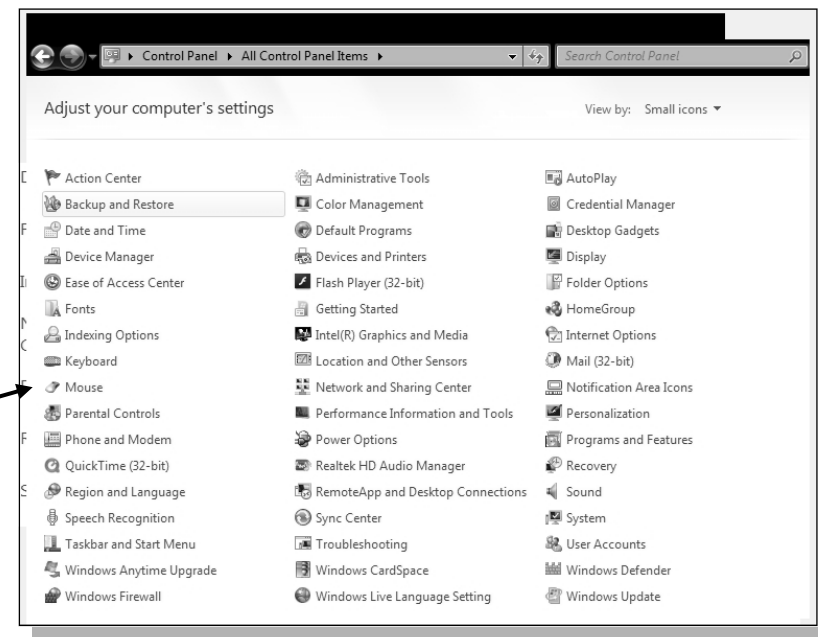 Control Panel ▸ All Control Panel Items ▸
Search Control Panel
Adjust your computer's settings
View by: Small icons
Action Center Administrative Tools AutoPlay
Backup and Restore Color Management Credential Manager
Date and Time Default Programs Desktop Gadgets
Device Manager Devices and Printers Display
Ease of Access Center Flash Player (32-bit) Folder Options
Fonts Getting Started HomeGroup
Indexing Options Intel(R) Graphics and Media Internet Options
Keyboard Location and Other Sensors Mail (32-bit)
Mouse Network and Sharing Center Notification Area Icons
Parental Controls Performance Information and Tools Personalization
Phone and Modem Power Options Programs and Features
QuickTime (32-bit) Realtek HD Audio Manager Recovery
Region and Language RemoteApp and Desktop Connections Sound
Speech Recognition Sync Center System
Taskbar and Start Menu Troubleshooting User Accounts
Windows Anytime Upgrade Windows CardSpace Windows Defender
Windows Firewall Windows Live Language Setting Windows Update